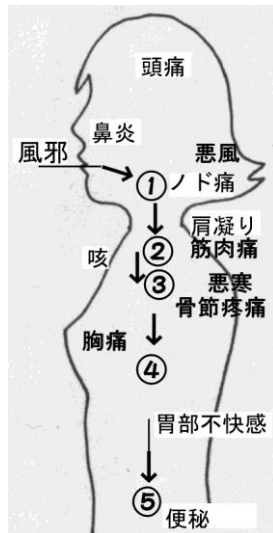 頭痛
鼻炎
風邪
悪風
①ノド痛
肩凝り
②筋肉痛
咳
③悪寒
骨節疼痛
胸痛
④
胃部不快感
⑤便秘